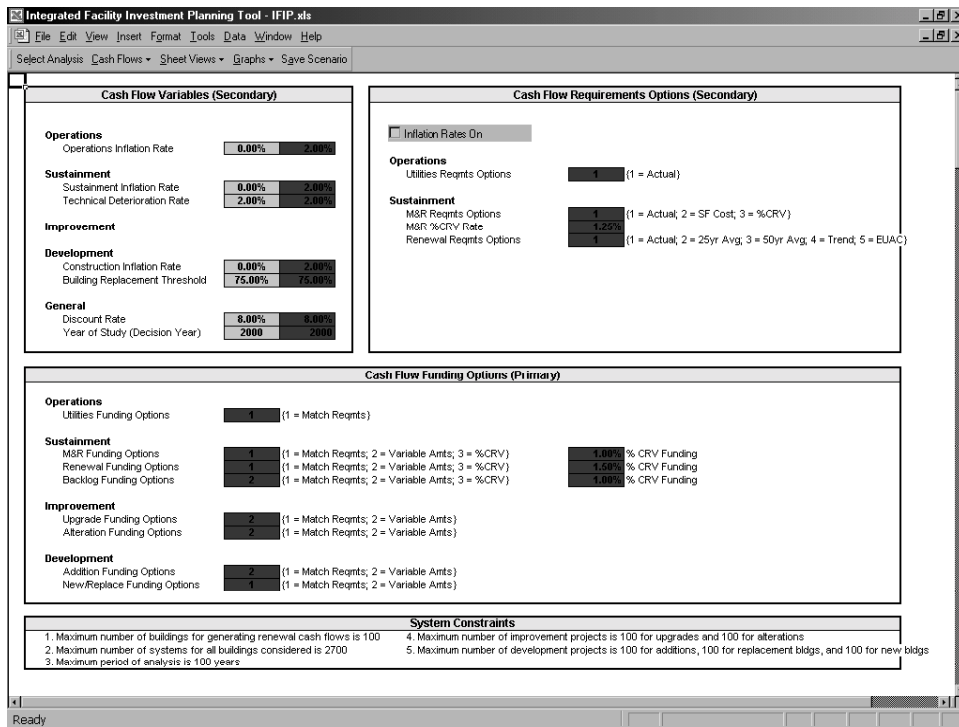 Integrated Facility Investment Planning Tool - IFIP.xls
File Edit View Insert Format Tools Data Window Help
Select Analysis Cash Flows Sheet Views Graphs Save Scenario
Cash Flow Variables (Secondary)
Operations
Operations Inflation Rate 0.00% 2.00%
Sustainment
Sustainment Inflation Rate 0.00% 2.00%
Technical Deterioration Rate 2.00% 2.00%
Improvement
Development
Construction Inflation Rate 0.00% 2.00%
Building Replacement Threshold 75.00% 75.00%
General
Discount Rate 8.00% 8.00%
Year of Study (Decision Year) 2000 2000
Cash Flow Requirements Options (Secondary)
Inflation Rates On
Operations
Utilities Reqmts Options 1 {1 = Actual}
Sustainment
M&R Reqmts Options 1 {1 = Actual; 2 = SF Cost; 3 = %CRV}
M&R %CRV Rate 1.25%
Renewal Reqmts Options 1 {1 = Actual; 2 = 25yr Avg; 3 = 50yr Avg; 4 = Trend; 5 = EUAC}
Cash Flow Funding Options (Primary)
Operations
Utilities Funding Options 1 {1 = Match Reqmts}
Sustainment
M&R Funding Options 1 {1 = Match Reqmts; 2 = Variable Amts; 3 = %CRV} 1.00% % CRV Funding
Renewal Funding Options 1 {1 = Match Reqmts; 2 = Variable Amts; 3 = %CRV} 1.50% % CRV Funding
Backlog Funding Options 2 {1 = Match Reqmts; 2 = Variable Amts; 3 = %CRV} 1.00% % CRV Funding
Improvement
Upgrade Funding Options 2 {1 = Match Reqmts; 2 = Variable Amts}
Alteration Funding Options 2 {1 = Match Reqmts; 2 = Variable Amts}
Development
Addition Funding Options 2 {1 = Match Reqmts; 2 = Variable Amts}
New/Replace Funding Options 1 {1 = Match Reqmts; 2 = Variable Amts}
System Constraints
1. Maximum number of buildings for generating renewal cash flows is 100
2. Maximum number of systems for all buildings considered is 2700
3. Maximum period of analysis is 100 years
4. Maximum number of improvement projects is 100 for upgrades and 100 for alterations
5. Maximum number of development projects is 100 for additions, 100 for replacement bldgs, and 100 for new bldgs
Ready